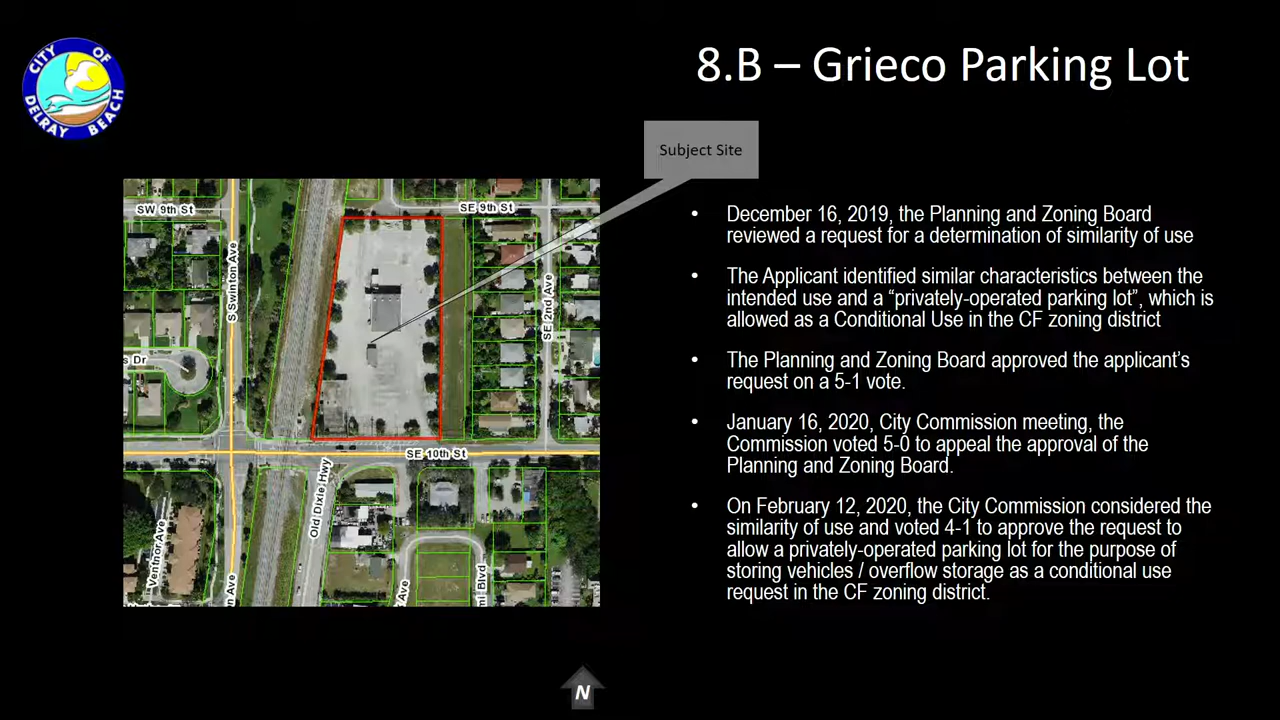 CITY OF
DELRAY BEACH
8.B – Grieco Parking Lot
Subject Site
SW 9th St
SE 9th St
S Swinton Ave
SE 2nd Ave
s Dr
SE 10th St
Old Dixie Hwy
Ventnor Ave
n Ave
Ave
mi Blvd
N
• December 16, 2019, the Planning and Zoning Board
reviewed a request for a determination of similarity of use
• The Applicant identified similar characteristics between the
intended use and a “privately-operated parking lot”, which is
allowed as a Conditional Use in the CF zoning district
• The Planning and Zoning Board approved the applicant’s
request on a 5-1 vote.
• January 16, 2020, City Commission meeting, the
Commission voted 5-0 to appeal the approval of the
Planning and Zoning Board.
• On February 12, 2020, the City Commission considered the
similarity of use and voted 4-1 to approve the request to
allow a privately-operated parking lot for the purpose of
storing vehicles / overflow storage as a conditional use
request in the CF zoning district.